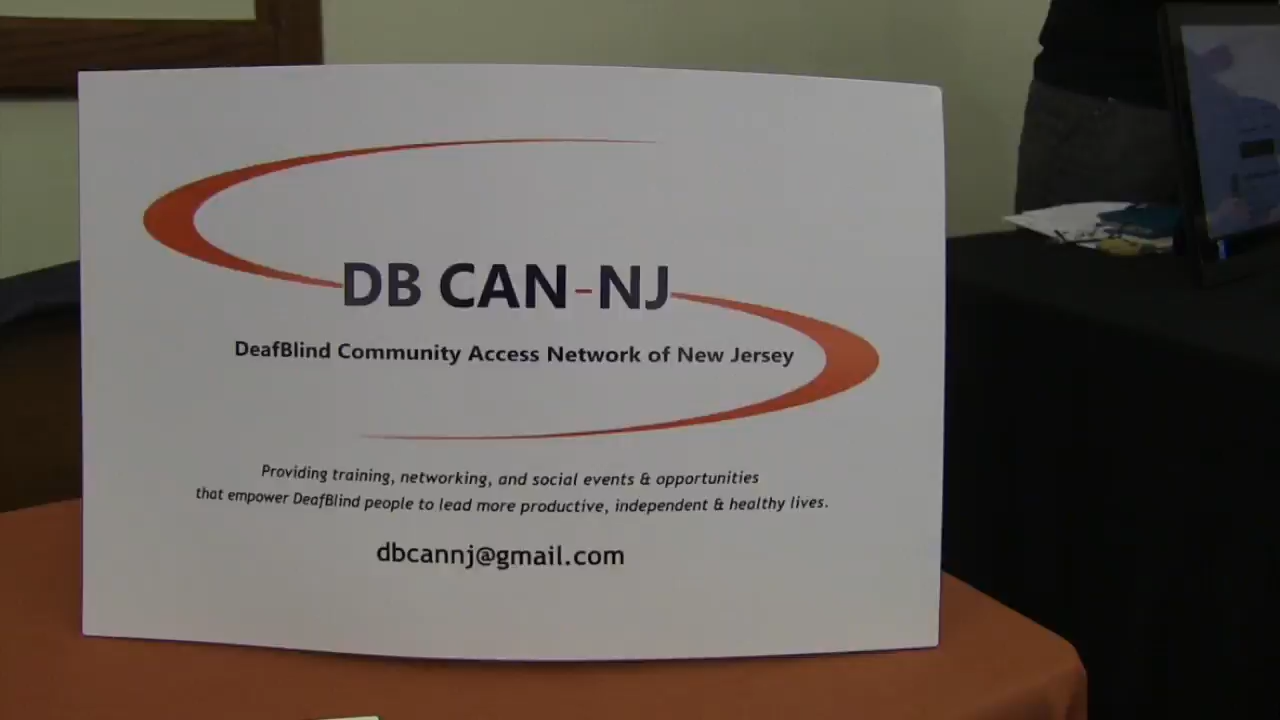 DB CAN-NJ
DeafBlind Community Access Network of New Jersey
Providing training, networking, and social events & opportunities
that empower DeafBlind people to lead more productive, independent & healthy lives.
dbcannj@gmail.com